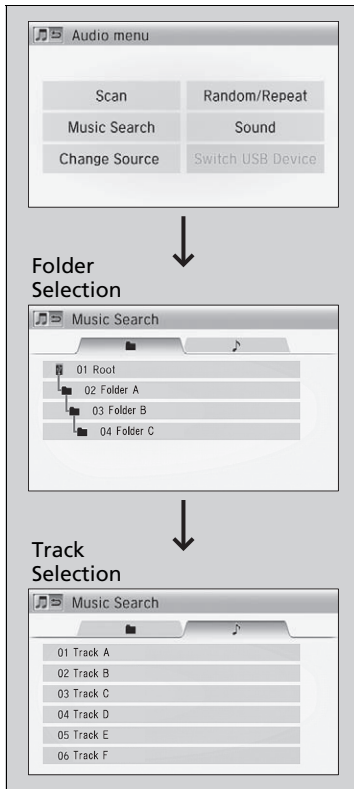 Audio menu
Scan Random/Repeat
Music Search Sound
Change Source Switch USB Device
Folder
Selection
Music Search
01 Root
02 Folder A
03 Folder B
04 Folder C
Track
Selection
Music Search
01 Track A
02 Track B
03 Track C
04 Track D
05 Track E
06 Track F